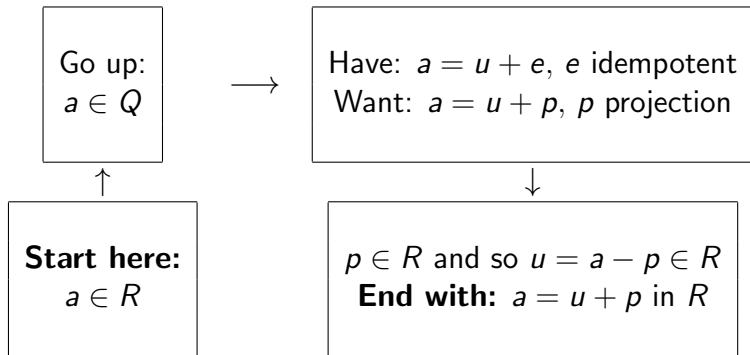 Go up:
a ∈ Q
⟶
Have: a = u + e, e idempotent
Want: a = u + p, p projection
↑
↓
Start here:
a ∈ R
p ∈ R and so u = a − p ∈ R
End with: a = u + p in R